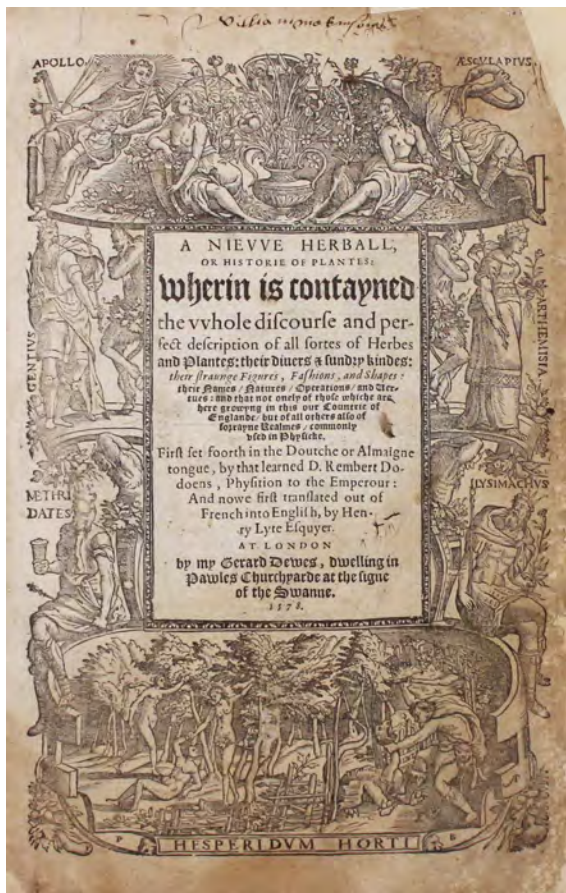 APOLLO
ÆSCVLAPIVS.
A NIEVVE HERBALL,
OR HISTORIE OF PLANTES:
wherin is contayned
the vvhole discourſe and per-
fect deſcription of all ſortes of Herbes
and Plantes: their diuers & ſundry kindes:
their ſtraunge Figures, Faſhions, and Shapes:
their Names / Natures / Operations / and Ver-
tues: and that not onely of thoſe whiche are
here growyng in this our Countrie of
Englande / but of all others alſo of
forrayne Realmes / commonly
vſed in Phyſicke.
Firſt ſet foorth in the Doutche or Almaigne
tongue, by that learned D. Rembert Do-
doens, Phyſition to the Emperour:
And nowe firſt tranſlated out of
French into Engliſh, by Hen-
ry Lyte Eſquyer.
AT LONDON
by my Gerard Dewes, dwelling in
Pawles Churchyarde at the ſigne
of the Swanne.
1578.
GENTIVS
ARTHEMISIA
METHRI
DATES
LYSIMACHVS
P B
HESPERIDVM HORTI